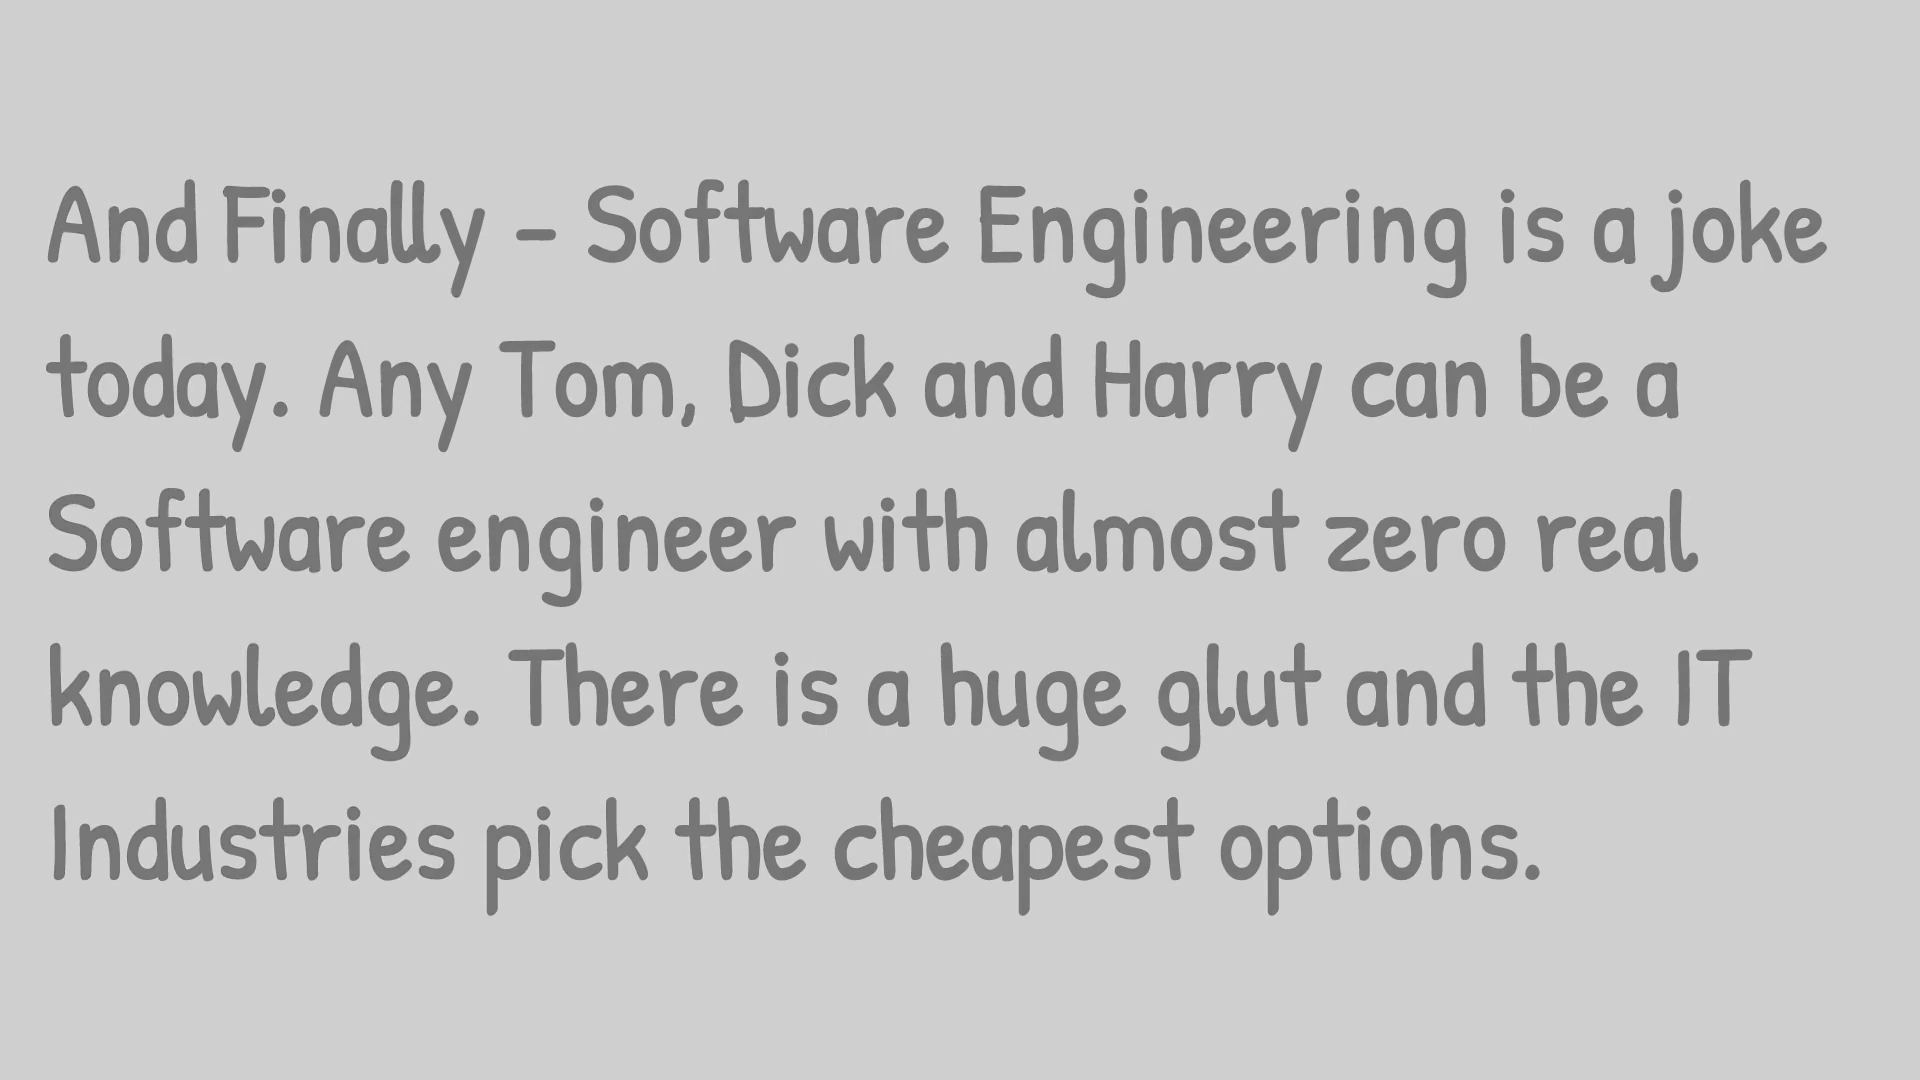 And Finally - Software Engineering is a joke
today. Any Tom, Dick and Harry can be a
Software engineer with almost zero real
knowledge. There is a huge glut and the IT
Industries pick the cheapest options.